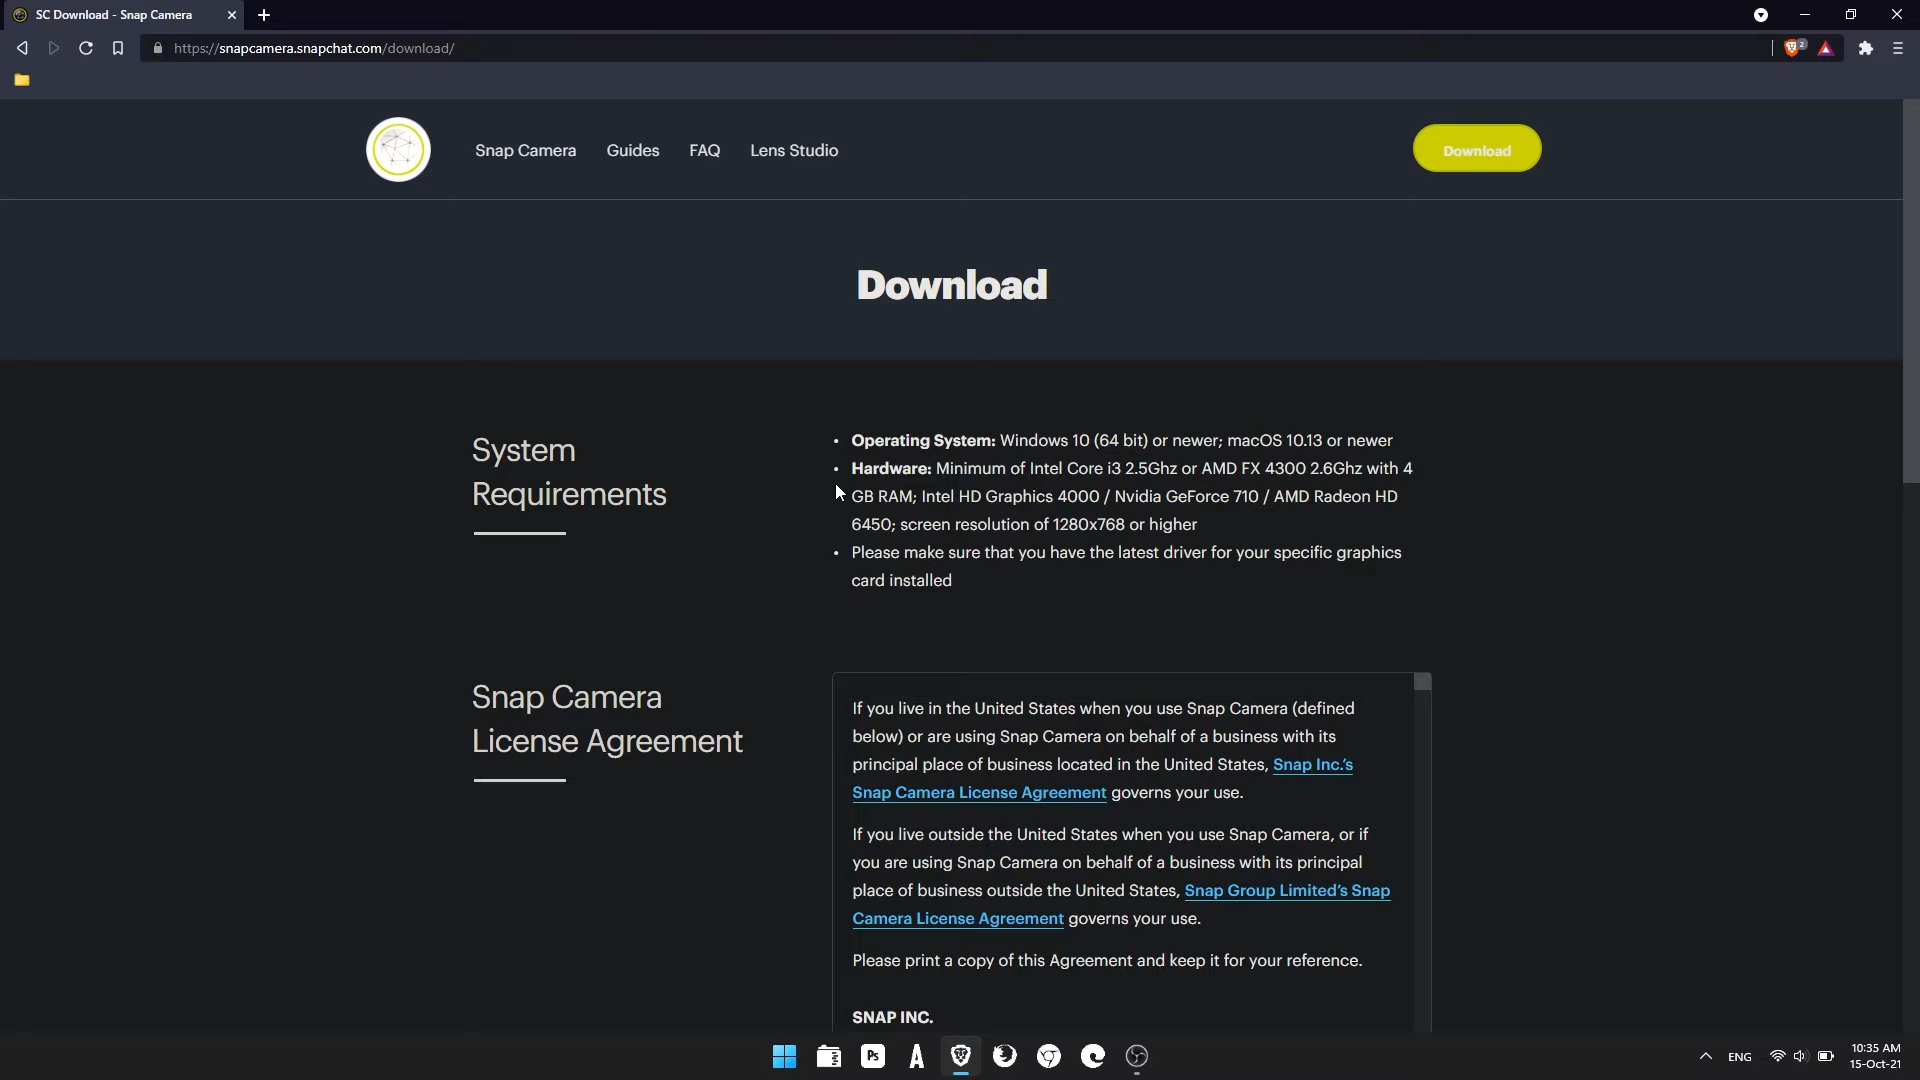 SC Download - Snap Camera
https://snapcamera.snapchat.com/download/
2
Snap Camera
Guides
FAQ
Lens Studio
Download
Download
System
Requirements
• Operating System: Windows 10 (64 bit) or newer; macOS 10.13 or newer
• Hardware: Minimum of Intel Core i3 2.5Ghz or AMD FX 4300 2.6Ghz with 4
GB RAM; Intel HD Graphics 4000 / Nvidia GeForce 710 / AMD Radeon HD
6450; screen resolution of 1280x768 or higher
• Please make sure that you have the latest driver for your specific graphics
card installed
Snap Camera
License Agreement
If you live in the United States when you use Snap Camera (defined
below) or are using Snap Camera on behalf of a business with its
principal place of business located in the United States, Snap Inc.’s
Snap Camera License Agreement governs your use.
If you live outside the United States when you use Snap Camera, or if
you are using Snap Camera on behalf of a business with its principal
place of business outside the United States, Snap Group Limited’s Snap
Camera License Agreement governs your use.
Please print a copy of this Agreement and keep it for your reference.
SNAP INC.
Ps
ENG
10:35 AM
15-Oct-21